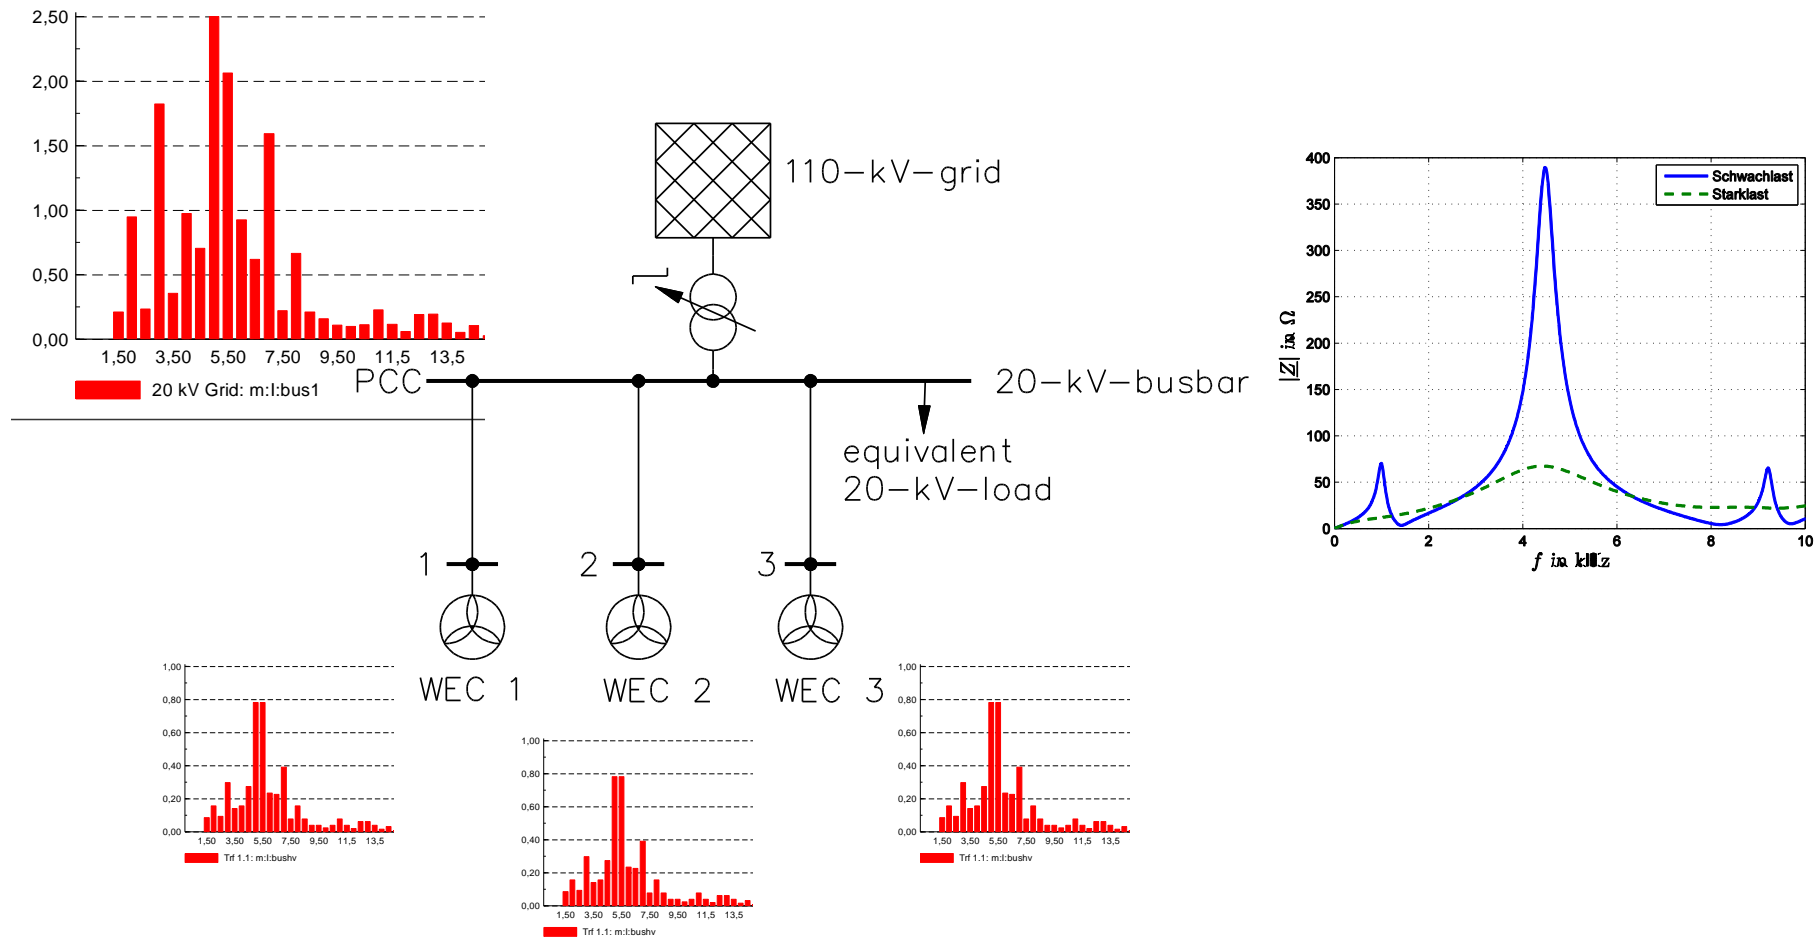 2,50
2,00
1,50
1,00
0,50
0,00
1,50 3,50 5,50 7,50 9,50 11,5 13,5
20 kV Grid: m:I:bus1
110-kV-grid
PCC
20-kV-busbar
equivalent
20-kV-load
1
2
3
WEC 1
WEC 2
WEC 3
1,00
0,80
0,60
0,40
0,20
0,00
1,50 3,50 5,50 7,50 9,50 11,5 13,5
Trf 1.1: m:I:bushv
1,00
0,80
0,60
0,40
0,20
0,00
1,50 3,50 5,50 7,50 9,50 11,5 13,5
Trf 1.1: m:I:bushv
1,00
0,80
0,60
0,40
0,20
0,00
1,50 3,50 5,50 7,50 9,50 11,5 13,5
Trf 1.1: m:I:bushv
400
350
300
250
200
150
100
50
0
|Z| in Ω
Schwachlast
Starklast
0 2 4 6 8 10
f in kHz